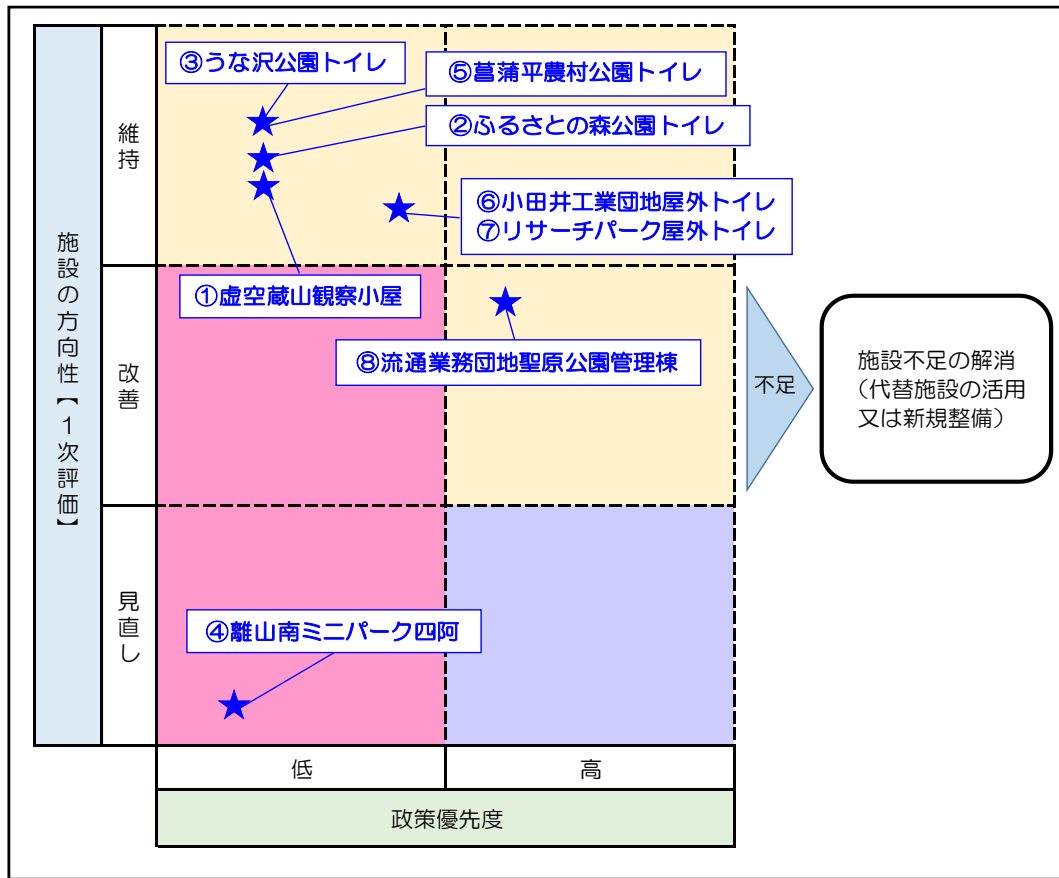 施設の方向性【１次評価】
維持
③うな沢公園トイレ
⑤菖蒲平農村公園トイレ
②ふるさとの森公園トイレ
⑥小田井工業団地屋外トイレ
⑦リサーチパーク屋外トイレ
①虚空蔵山観察小屋
改善
⑧流通業務団地聖原公園管理棟
不足
施設不足の解消
（代替施設の活用
又は新規整備）
見直し
④離山南ミニパーク四阿
低
高
政策優先度